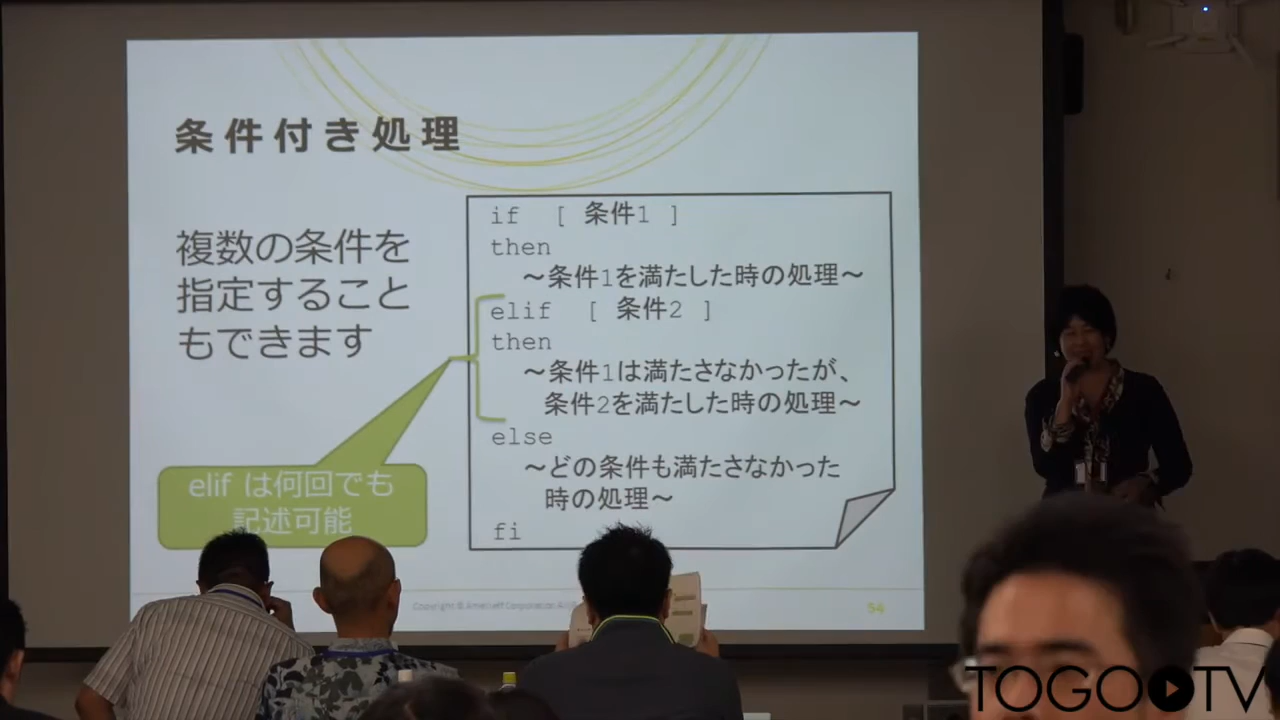 条件付き処理
複数の条件を
指定すること
もできます
if [ 条件1 ]
then
～条件1を満たした時の処理～
elif [ 条件2 ]
then
～条件1は満たさなかったが、
条件2を満たした時の処理～
else
～どの条件も満たさなかった
時の処理～
fi
elif は何回でも
記述可能
Copyright © Amelieff Corporation
54
TOGOTV